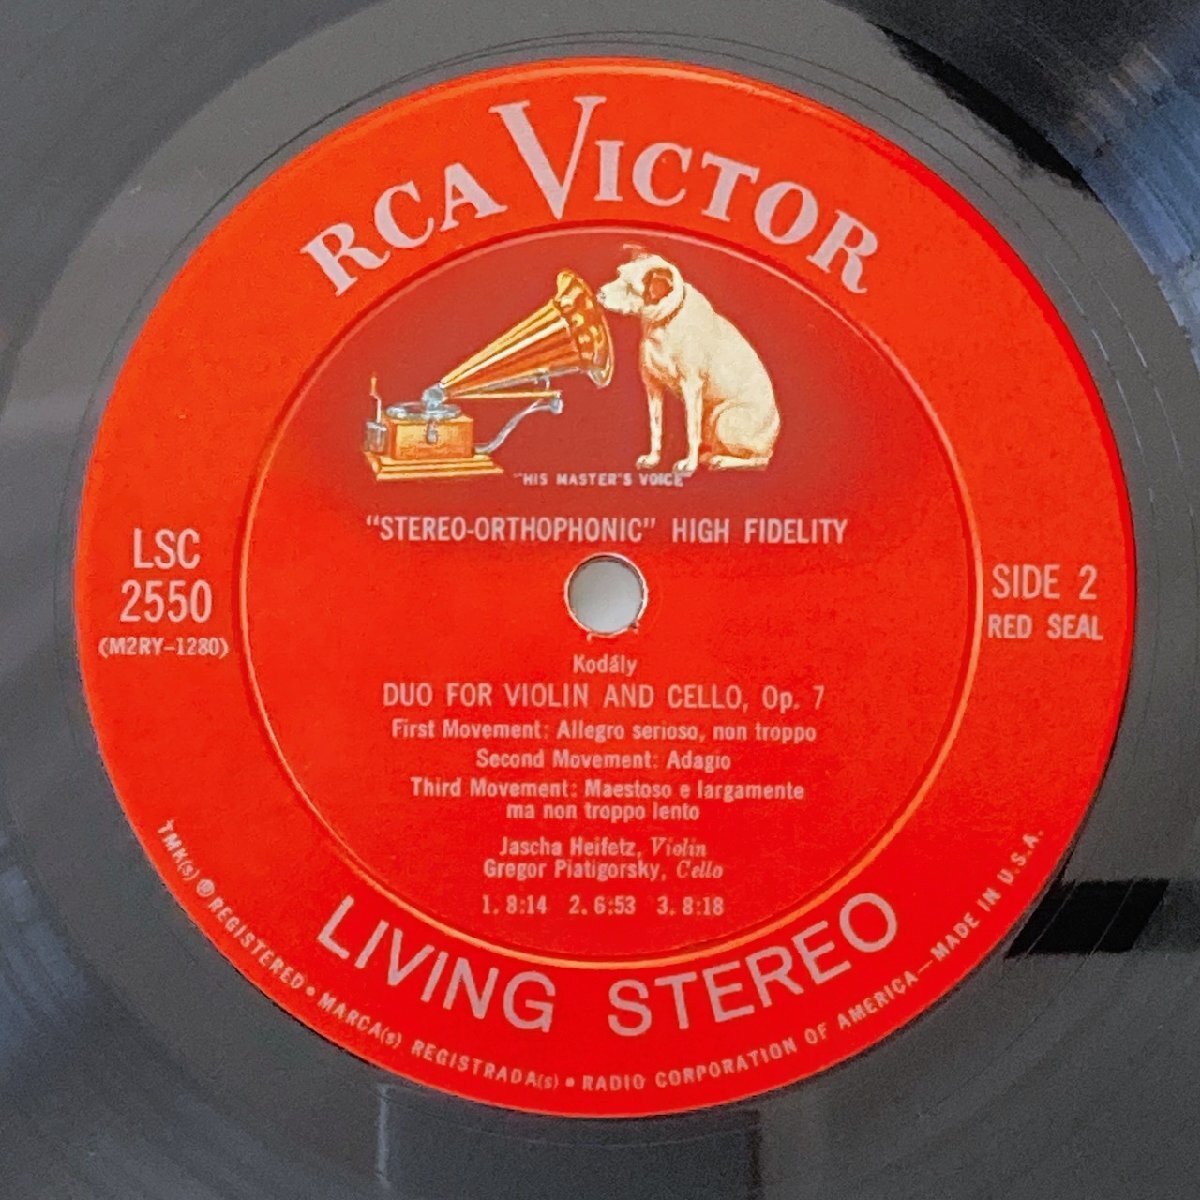 RCA VICTOR
"HIS MASTER'S VOICE"
"STEREO-ORTHOPHONIC" HIGH FIDELITY
LSC
2550
(M2RY-1280)
SIDE 2
RED SEAL
Kodály
DUO FOR VIOLIN AND CELLO, Op. 7
First Movement: Allegro serioso, non troppo
Second Movement: Adagio
Third Movement: Maestoso e largamente
ma non troppo lento
Jascha Heifetz, Violin
Gregor Piatigorsky, Cello
1. 8:14 2. 6:53 3. 8:18
LIVING STEREO
TMK(s) ® REGISTERED • MARCA(s) REGISTRADA(s) • RADIO CORPORATION OF AMERICA—MADE IN U.S.A.